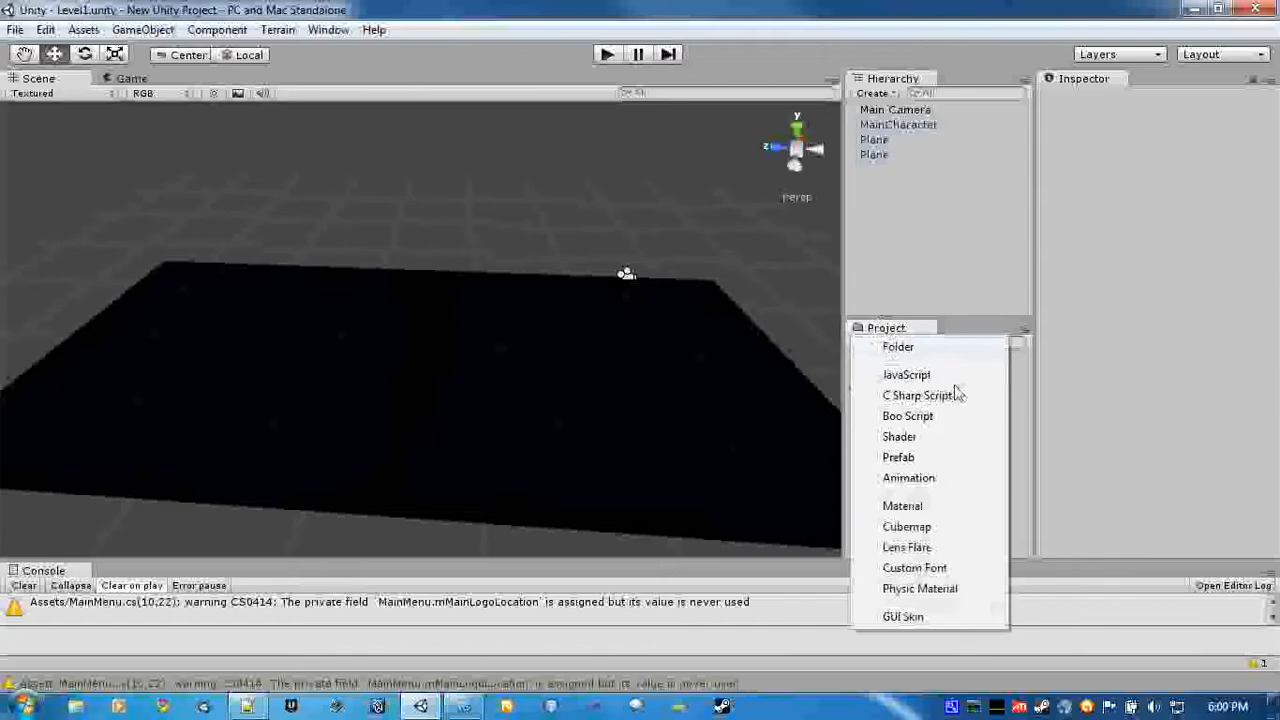 Unity - Level1.unity - New Unity Project - PC and Mac Standalone
File Edit Assets GameObject Component Terrain Window Help
Center Local Layers Layout
Scene Game Hierarchy Inspector
Textured RGB Create All
Main Camera
MainCharacter
Plane
Plane
y
z
Persp
Project
Folder
JavaScript
C Sharp Script
Boo Script
Shader
Prefab
Animation
Material
Cubemap
Lens Flare
Custom Font
Physic Material
GUI Skin
Console
Clear Collapse Clear on play Error pause Open Editor Log
Assets/MainMenu.cs(10,22): warning CS0414: The private field `MainMenu.mMainLogoLocation' is assigned but its value is never used
1
6:00 PM